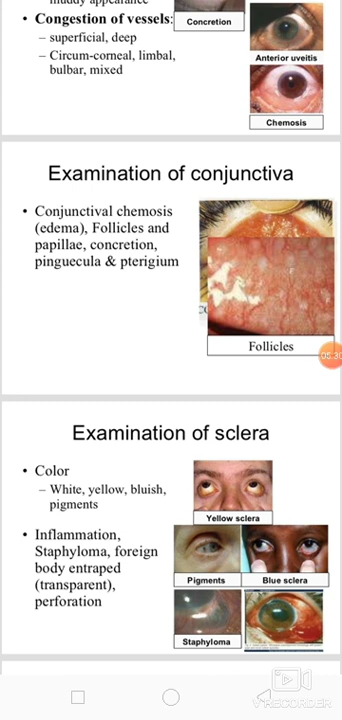 muddy appearance
• Congestion of vessels:
– superficial, deep
– Circum-corneal, limbal,
bulbar, mixed
Concretion
Anterior uveitis
Chemosis
Examination of conjunctiva
• Conjunctival chemosis
(edema), Follicles and
papillae, concretion,
pinguecula & pterigium
Follicles
05:30
Examination of sclera
• Color
– White, yellow, bluish,
pigments
• Inflammation,
Staphyloma, foreign
body entraped
(transparent),
perforation
Yellow sclera
Pigments
Blue sclera
Staphyloma
RECORDER